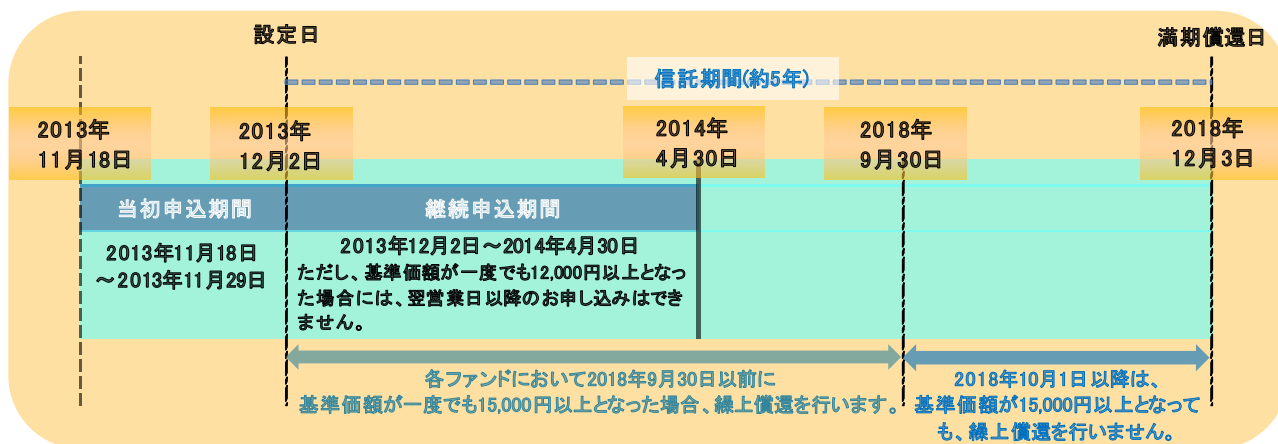 設定日
満期償還日
信託期間(約5年)
2013年
11月18日
2013年
12月2日
2014年
4月30日
2018年
9月30日
2018年
12月3日
当初申込期間
継続申込期間
2013年11月18日
～2013年11月29日
2013年12月2日～2014年4月30日
ただし、基準価額が一度でも12,000円以上となっ
た場合には、翌営業日以降のお申し込みはでき
ません。
各ファンドにおいて2018年9月30日以前に
基準価額が一度でも15,000円以上となった場合、繰上償還を行います。
2018年10月1日以降は、
基準価額が15,000円以上となって
も、繰上償還を行いません。